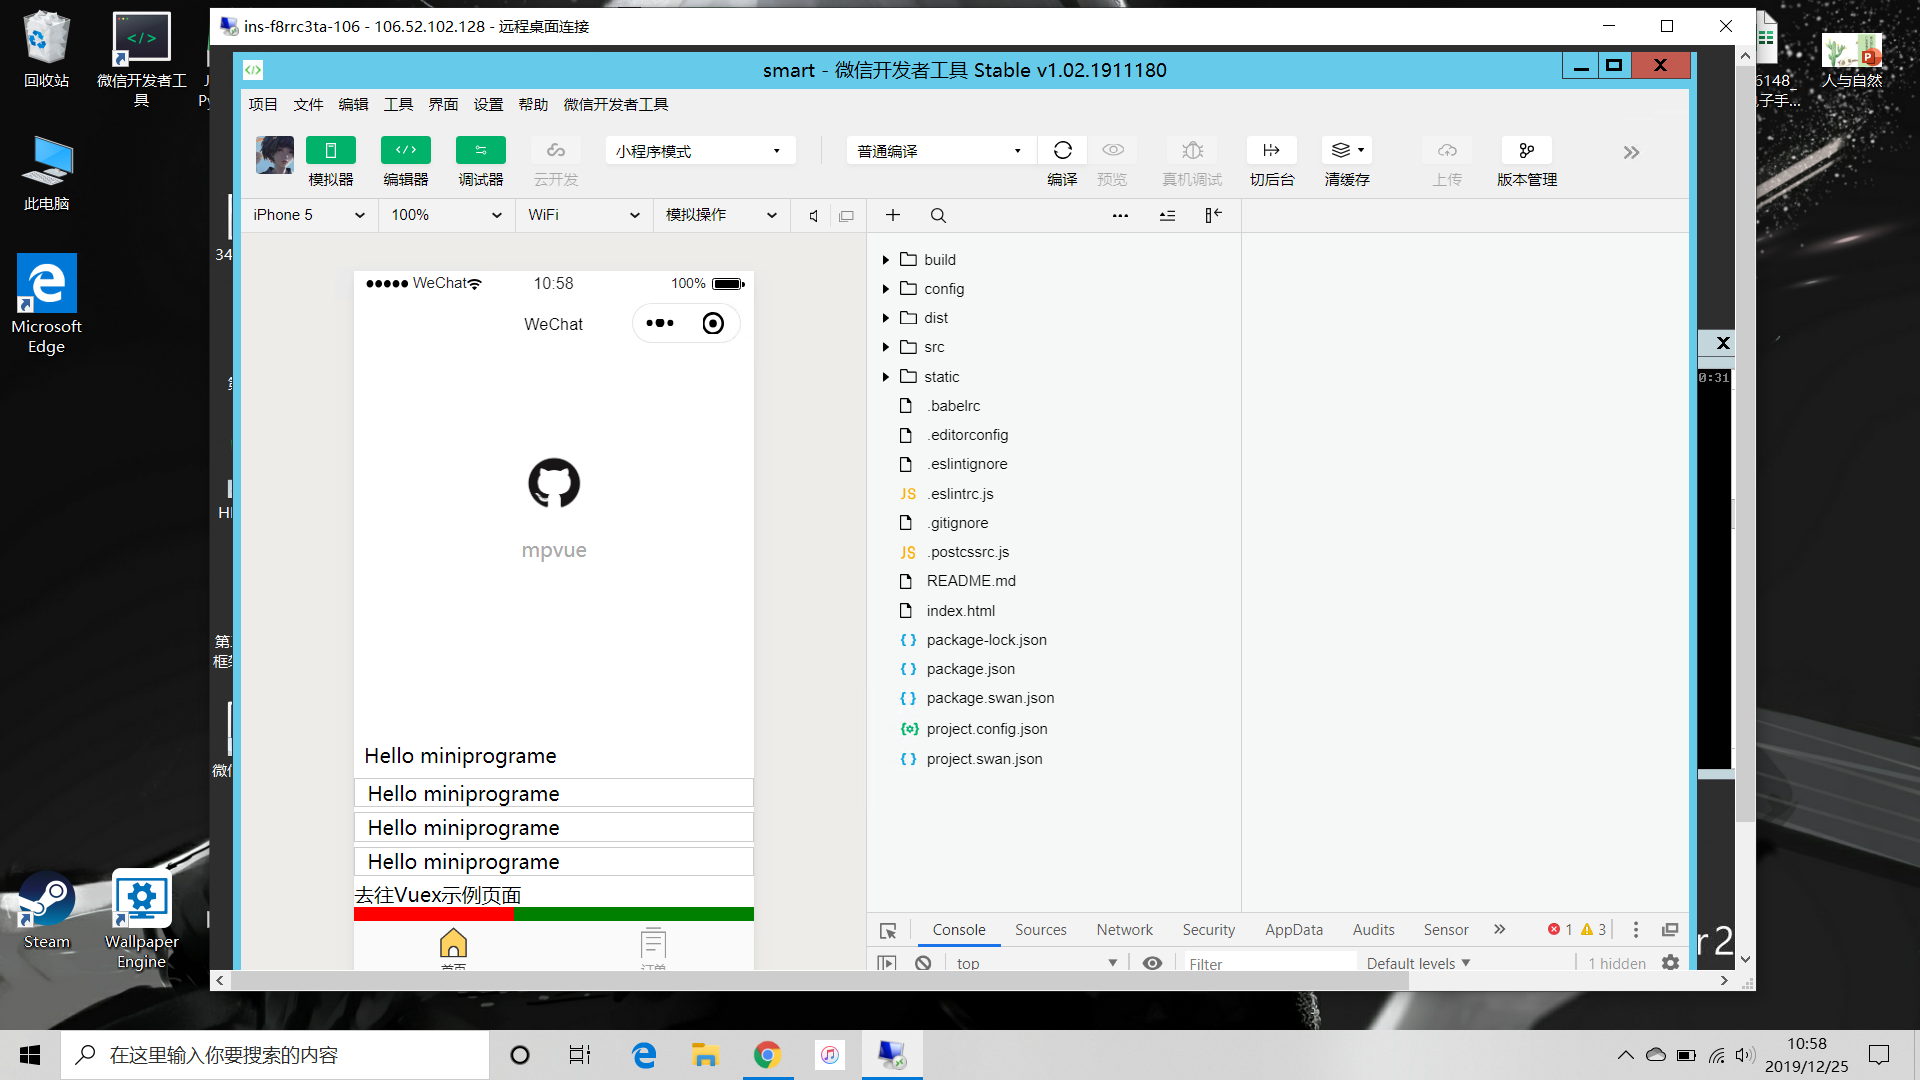 ins-f8rrc3ta-106 - 106.52.102.128 - 远程桌面连接
回收站
微信开发者工
具
此电脑
Microsoft
Edge
Steam
Wallpaper
Engine
人与自然
smart - 微信开发者工具 Stable v1.02.1911180
项目 文件 编辑 工具 界面 设置 帮助 微信开发者工具
小程序模式 普通编译
模拟器 编辑器 调试器 云开发 编译 预览 真机调试 切后台 清缓存 上传 版本管理
iPhone 5 100% WiFi 模拟操作
WeChat 10:58 100%
WeChat
mpvue
Hello miniprograme
Hello miniprograme
Hello miniprograme
Hello miniprograme
去往Vuex示例页面
首页 订单
build
config
dist
src
static
.babelrc
.editorconfig
.eslintignore
JS .eslintrc.js
.gitignore
JS .postcssrc.js
README.md
index.html
package-lock.json
package.json
package.swan.json
project.config.json
project.swan.json
Console Sources Network Security AppData Audits Sensor 1 3
top Filter Default levels 1 hidden
0:31
r2
在这里输入你要搜索的内容
10:58
2019/12/25